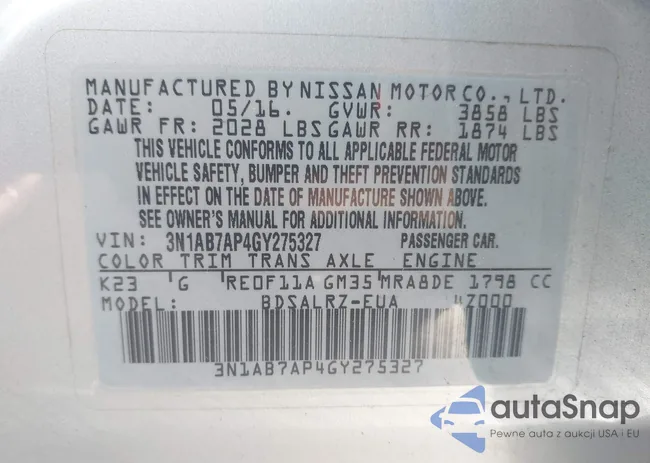 MANUFACTURED BY NISSAN MOTOR CO., LTD.
DATE: 05/16. GVWR: 3858 LBS
GAWR FR: 2028 LBS GAWR RR: 1874 LBS
THIS VEHICLE CONFORMS TO ALL APPLICABLE FEDERAL MOTOR
VEHICLE SAFETY, BUMPER AND THEFT PREVENTION STANDARDS
IN EFFECT ON THE DATE OF MANUFACTURE SHOWN ABOVE.
SEE OWNER'S MANUAL FOR ADDITIONAL INFORMATION.
VIN: 3N1AB7AP4GY275327 PASSENGER CAR.
COLOR TRIM TRANS AXLE ENGINE
K23 G RE0F11A GM35 MRA8DE 1798 CC
MODEL: BDSALRZ-EUA ZOOO
3N1AB7AP4GY275327
autaSnap
Pewne auta z aukcji USA i EU